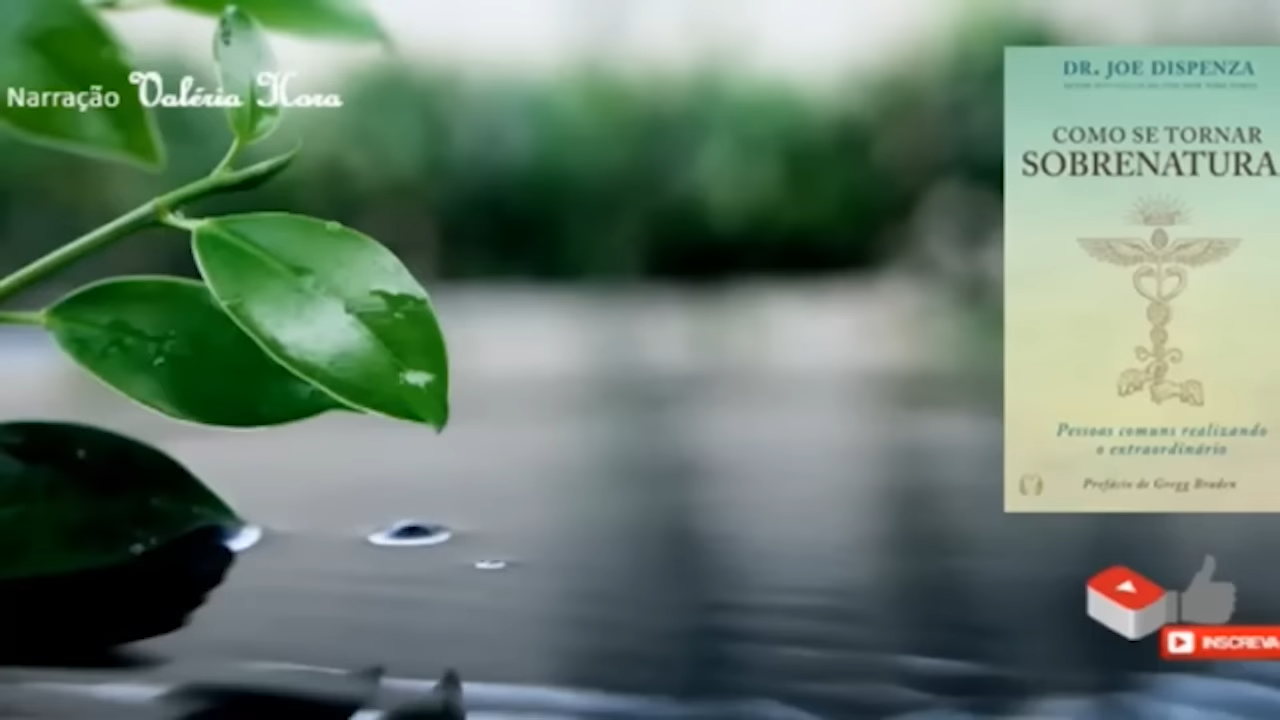 Narração Valéria Hora
DR. JOE DISPENZA
COMO SE TORNAR
SOBRENATURA
Pessoas comuns realizando
o extraordinário
Prefácio de Gregg Braden
INSCREVA